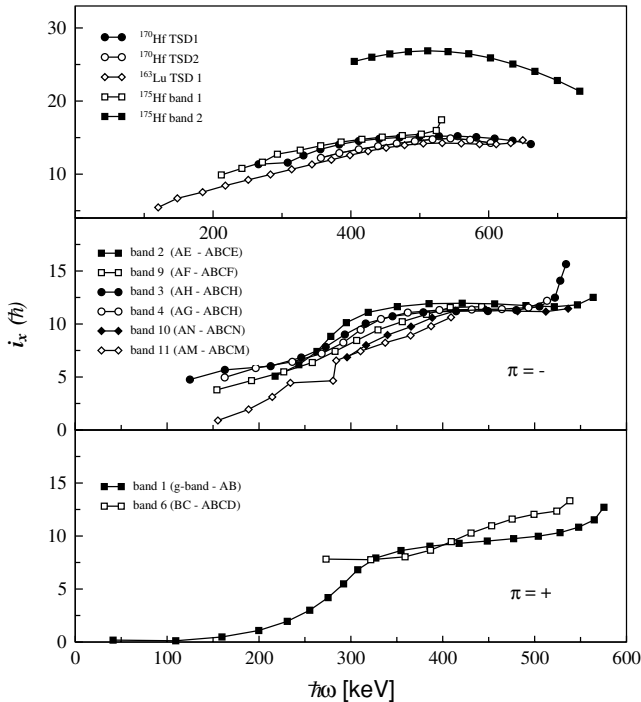 30
20
10
¹⁷⁰Hf TSD1
¹⁷⁰Hf TSD2
¹⁶³Lu TSD 1
¹⁷⁵Hf band 1
¹⁷⁵Hf band 2
200 400 600
15
10
5
0
band 2 (AE - ABCE)
band 9 (AF - ABCF)
band 3 (AH - ABCH)
band 4 (AG - ABCH)
band 10 (AN - ABCN)
band 11 (AM - ABCM)
π = -
iₓ (ħ)
15
10
5
0
band 1 (g-band - AB)
band 6 (BC - ABCD)
π = +
0 100 200 300 400 500 600
ħω [keV]